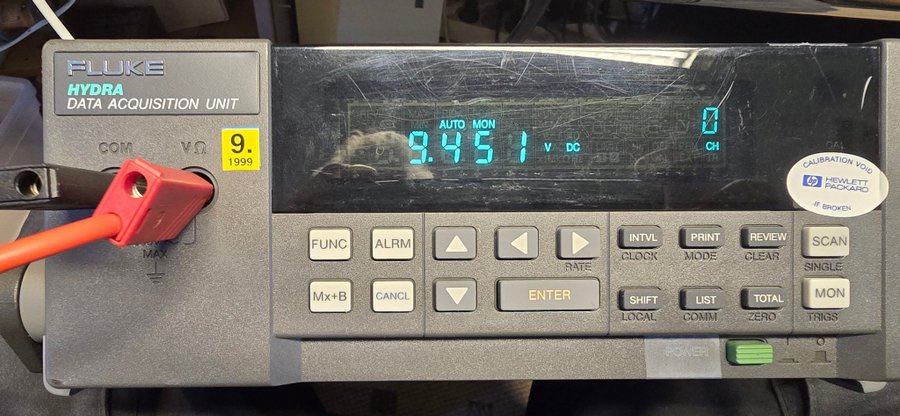 FLUKE
HYDRA
DATA ACQUISITION UNIT
COM VΩ
9.
1999
MAX
AUTO MON
9.451 V DC
0
CH
CALIBRATION VOID
hp HEWLETT
PACKARD
IF BROKEN
FUNC ALRM
Mx+B CANCL
RATE
ENTER
INTVL PRINT REVIEW SCAN
CLOCK MODE CLEAR SINGLE
SHIFT LIST TOTAL MON
LOCAL COMM ZERO TRIGS
POWER